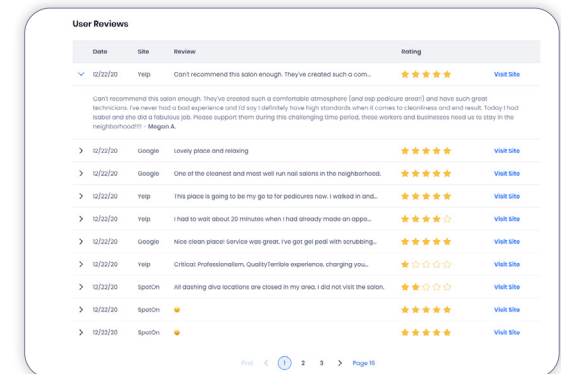 User Reviews
Date Site Review Rating
12/22/20 Yelp Can't recommend this salon enough. They've created such a com... Visit Site
Can't recommend this salon enough. They've created such a comfortable atmosphere (and esp pedicure area!) and have such great
technicians. I've never had a bad experience and I'd say I definitely have high standards when it comes to cleanliness and end result. Today I had
Isabel and she did a fabulous job. Please support them during this challenging time period, these workers and businesses need us to stay in the
neighborhood!!!! - Megan A.
12/22/20 Google Lovely place and relaxing Visit Site
12/22/20 Google One of the cleanest and most well run nail salons in the neighborhood. Visit Site
12/22/20 Yelp This place is going to be my go to for pedicures now. I walked in and... Visit Site
12/22/20 Yelp I had to wait about 20 minutes when I had already made an appo... Visit Site
12/22/20 Google Nice clean place! Service was great. I've got gel pedi with scrubbing... Visit Site
12/22/20 Yelp Critical: Professionalism, QualityTerrible experience, charging you... Visit Site
12/22/20 SpotOn All dashing diva locations are closed in my area. I did not visit the salon. Visit Site
12/22/20 SpotOn 😀 Visit Site
12/22/20 SpotOn 😀 Visit Site
First 1 2 3 Page 16